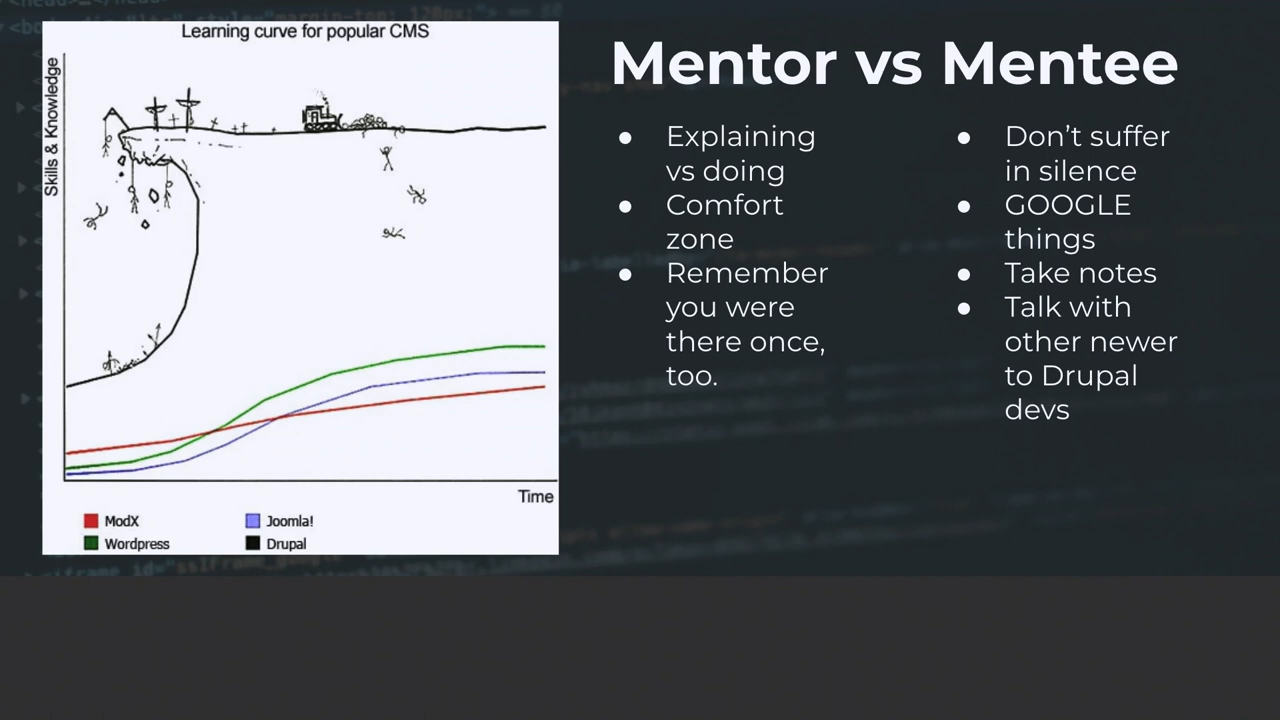 Learning curve for popular CMS
Skills & Knowledge
Time
ModX
Joomla!
Wordpress
Drupal
Mentor vs Mentee
● Explaining
vs doing
● Comfort
zone
● Remember
you were
there once,
too.
● Don’t suffer
in silence
● GOOGLE
things
● Take notes
● Talk with
other newer
to Drupal
devs